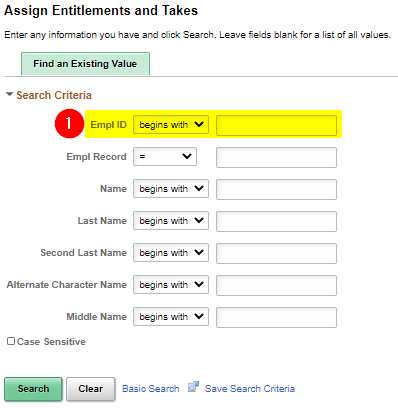 Assign Entitlements and Takes
Enter any information you have and click Search. Leave fields blank for a list of all values.
Find an Existing Value
Search Criteria
1 Empl ID begins with
Empl Record =
Name begins with
Last Name begins with
Second Last Name begins with
Alternate Character Name begins with
Middle Name begins with
Case Sensitive
Search Clear Basic Search Save Search Criteria